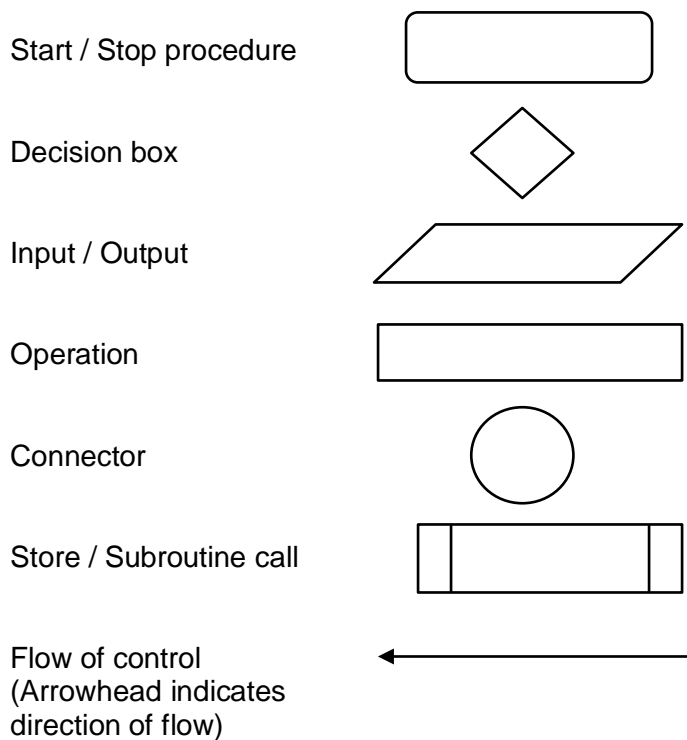 Start / Stop procedure
Decision box
Input / Output
Operation
Connector
Store / Subroutine call
Flow of control
(Arrowhead indicates
direction of flow)